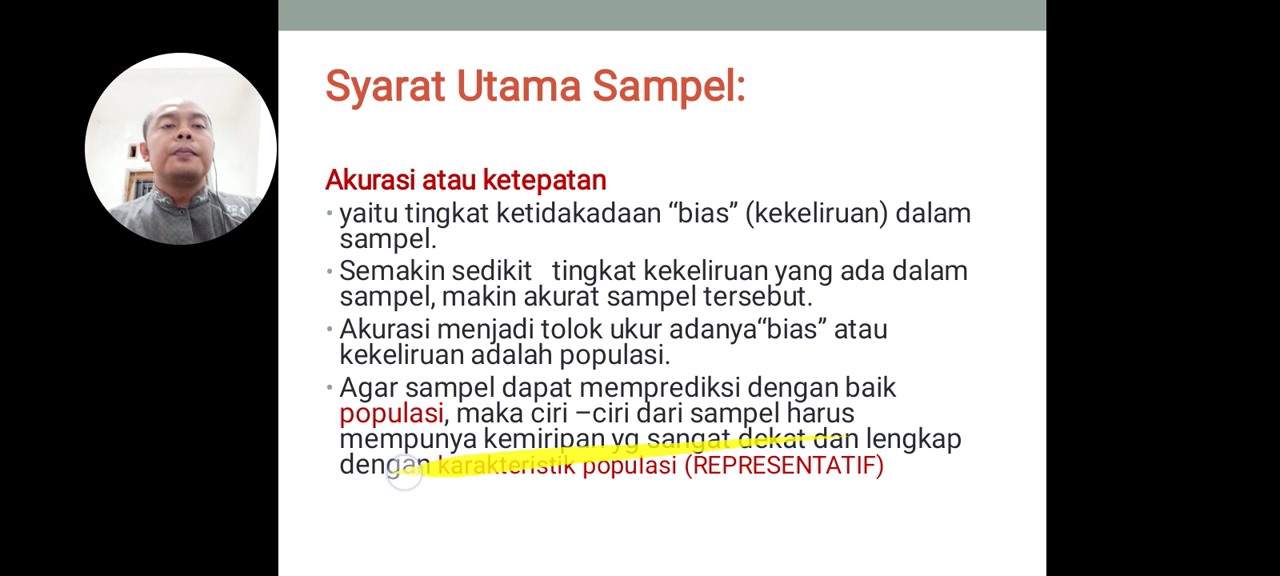 Syarat Utama Sampel:
Akurasi atau ketepatan
• yaitu tingkat ketidakadaan “bias” (kekeliruan) dalam
sampel.
• Semakin sedikit tingkat kekeliruan yang ada dalam
sampel, makin akurat sampel tersebut.
• Akurasi menjadi tolok ukur adanya“bias” atau
kekeliruan adalah populasi.
• Agar sampel dapat memprediksi dengan baik
populasi, maka ciri –ciri dari sampel harus
mempunya kemiripan yg sangat dekat dan lengkap
dengan karakteristik populasi (REPRESENTATIF)